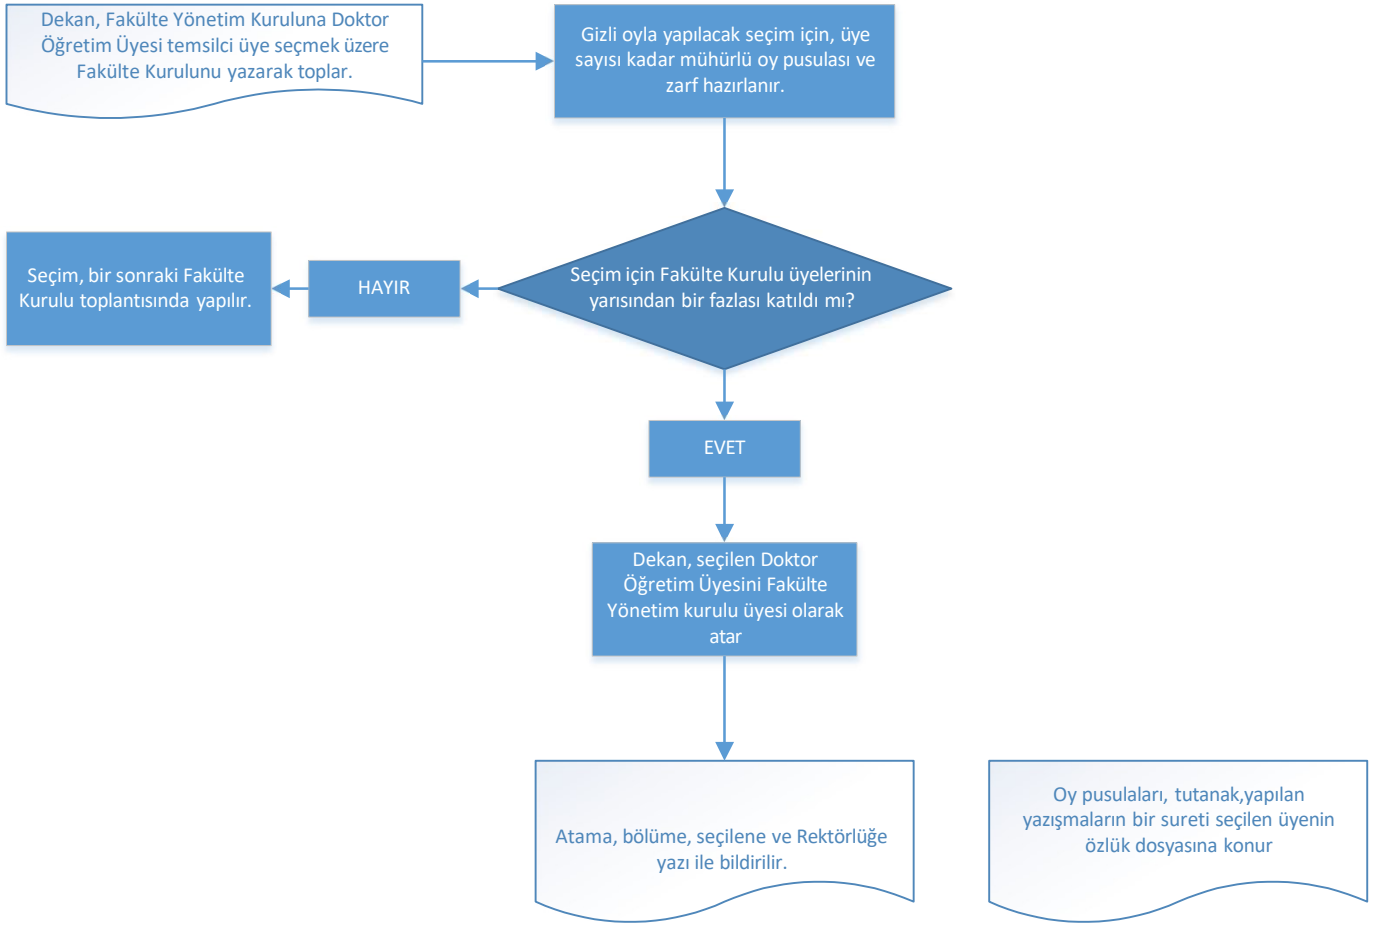 Dekan, Fakülte Yönetim Kuruluna Doktor
Öğretim Üyesi temsilci üye seçmek üzere
Fakülte Kurulunu yazarak toplar.
Gizli oyla yapılacak seçim için, üye
sayısı kadar mühürlü oy pusulası ve
zarf hazırlanır.
Seçim için Fakülte Kurulu üyelerinin
yarısından bir fazlası katıldı mı?
HAYIR
Seçim, bir sonraki Fakülte
Kurulu toplantısında yapılır.
EVET
Dekan, seçilen Doktor
Öğretim Üyesini Fakülte
Yönetim kurulu üyesi olarak
atar
Atama, bölüme, seçilene ve Rektörlüğe
yazı ile bildirilir.
Oy pusulaları, tutanak,yapılan
yazışmaların bir sureti seçilen üyenin
özlük dosyasına konur